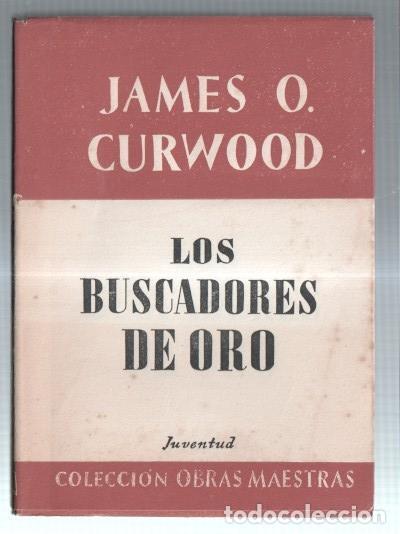 JAMES O.
CURWOOD
LOS
BUSCADORES
DE ORO
Juventud
COLECCIÓN OBRAS MAESTRAS
todocoleccion